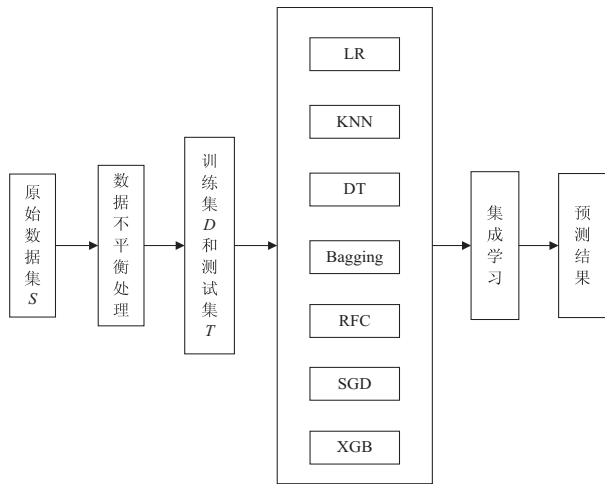 原始数据集S
数据不平衡处理
训练集D和测试集T
LR
KNN
DT
Bagging
RFC
SGD
XGB
集成学习
预测结果